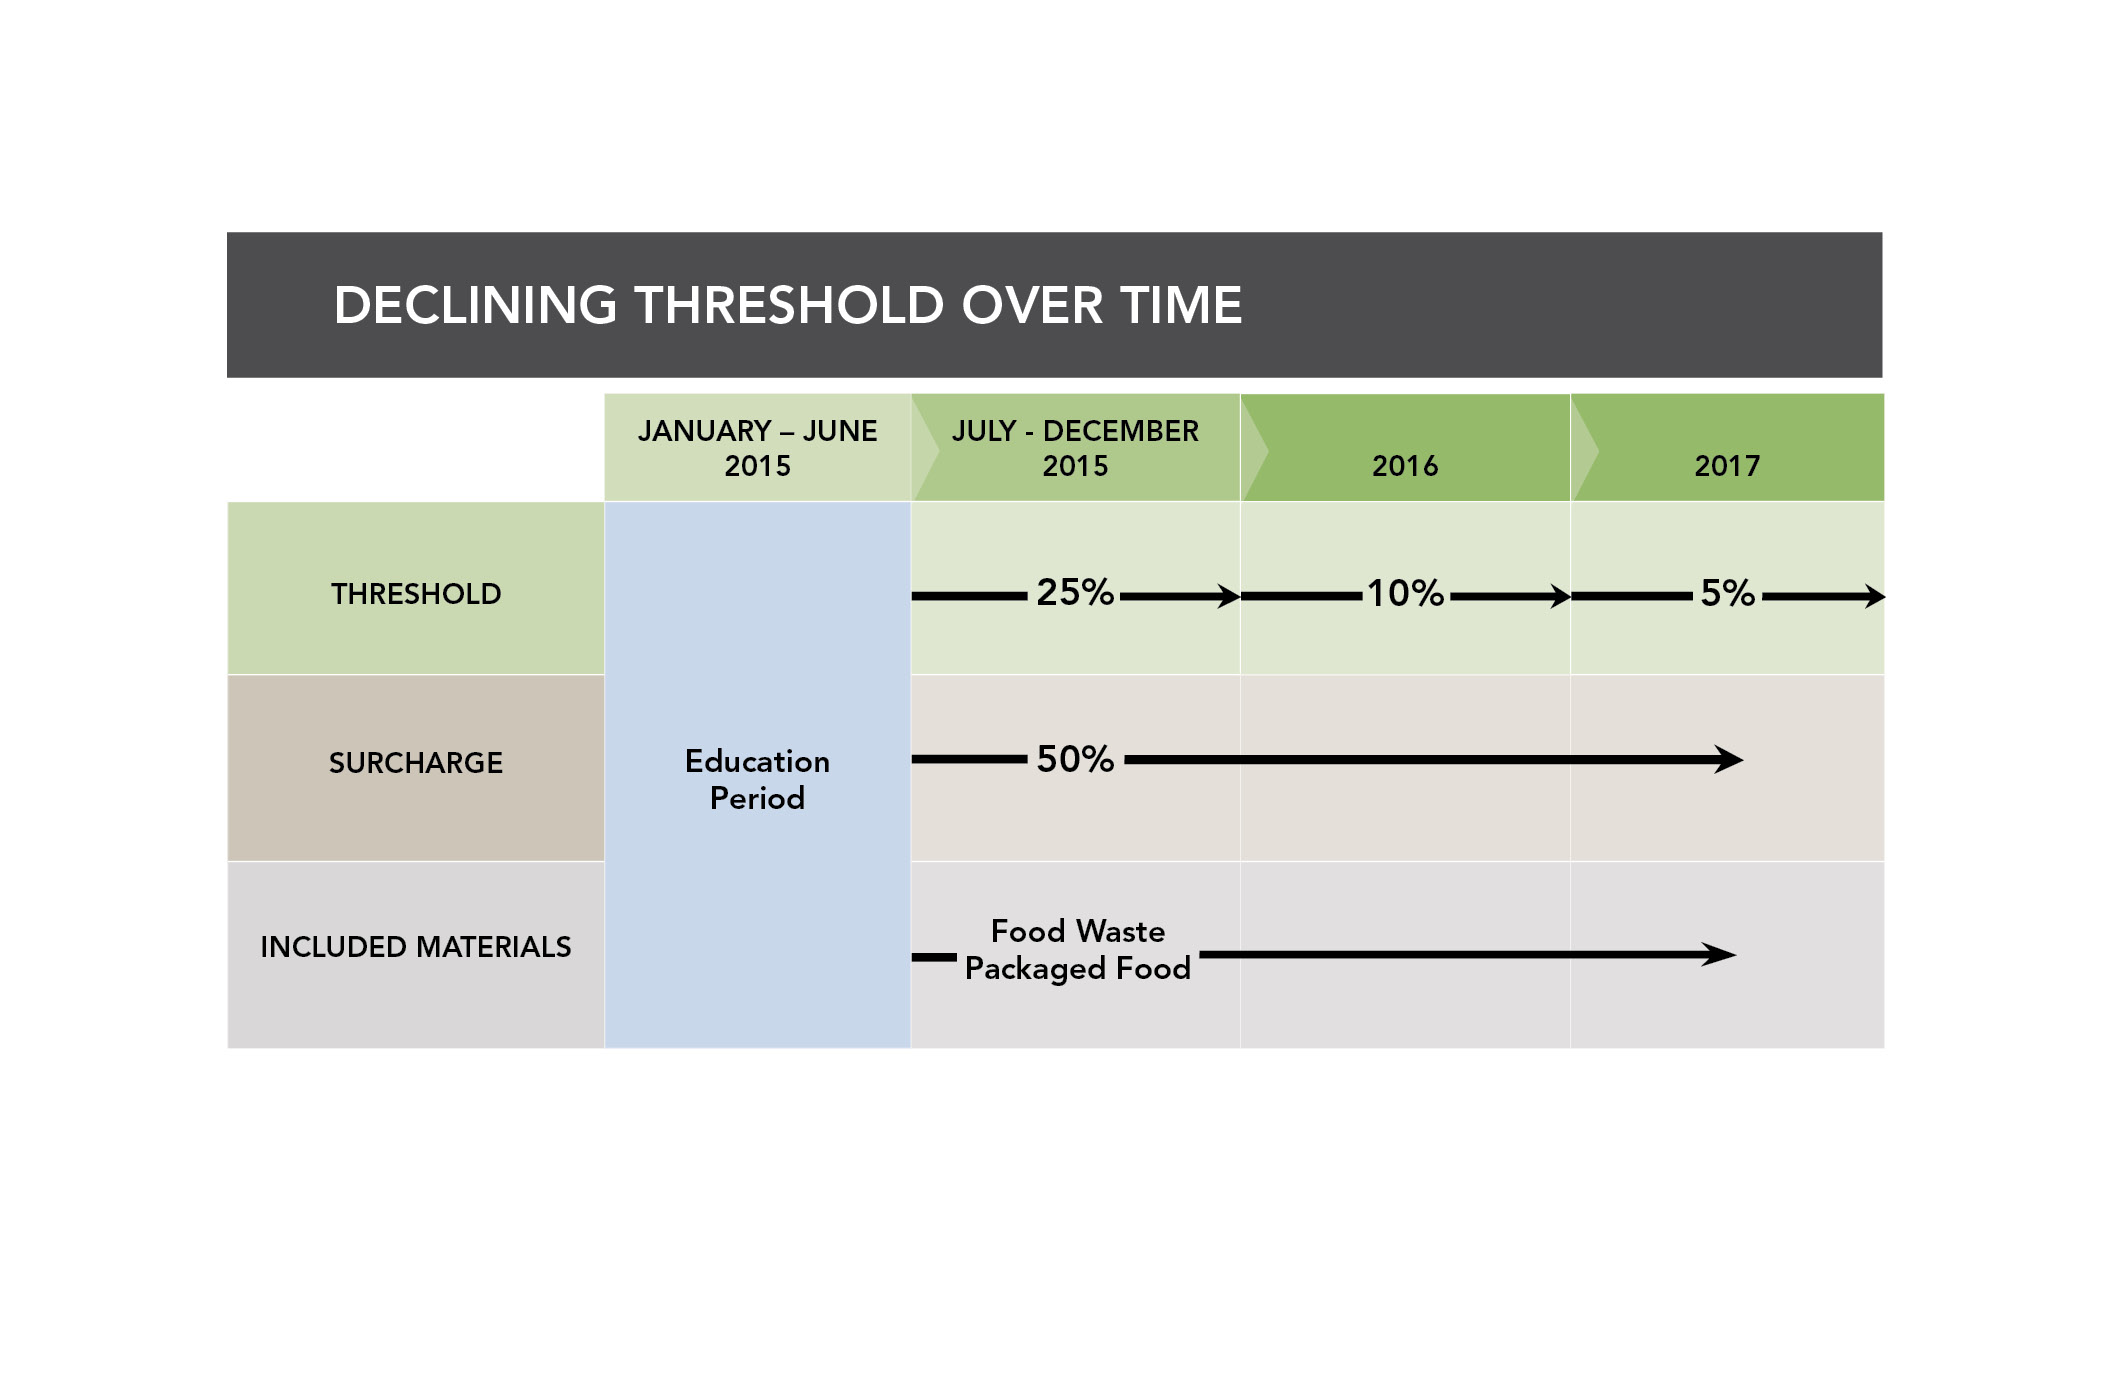 DECLINING THRESHOLD OVER TIME
JANUARY – JUNE
2015
JULY - DECEMBER
2015
2016
2017
THRESHOLD
25%
10%
5%
SURCHARGE
Education
Period
50%
INCLUDED MATERIALS
Food Waste
Packaged Food